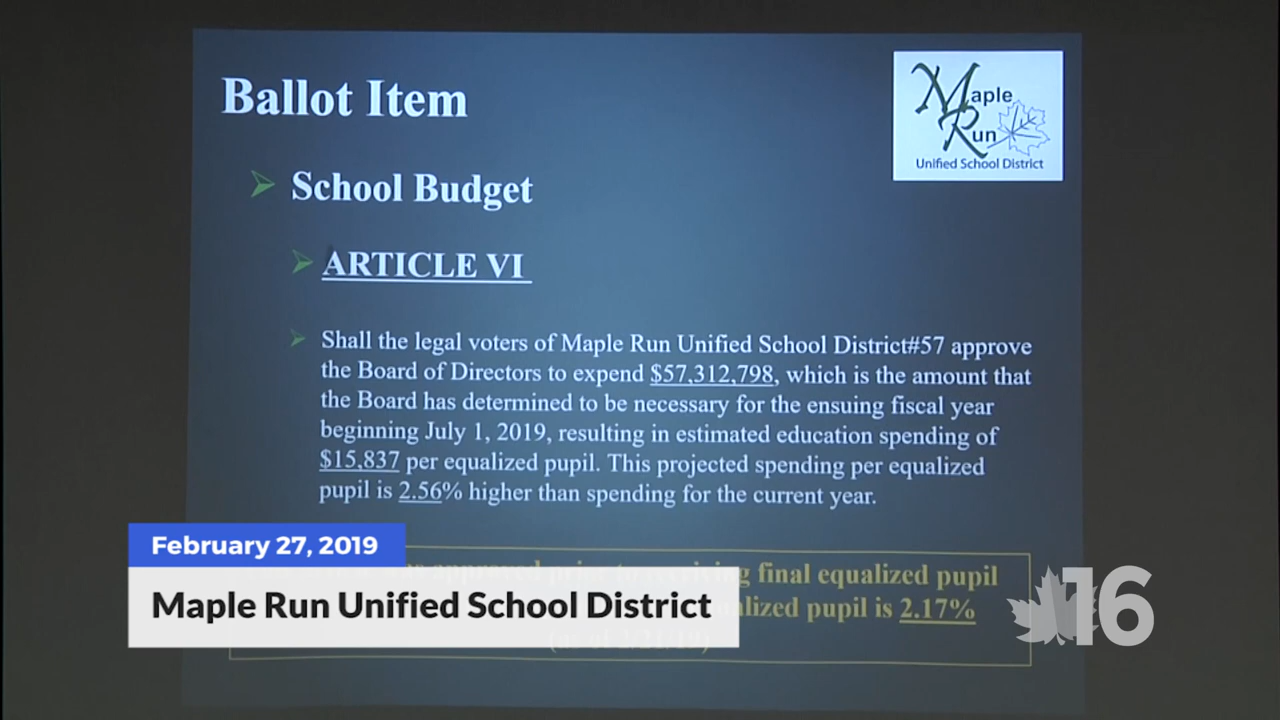 Ballot Item
Maple
Run
Unified School District
School Budget
ARTICLE VI
Shall the legal voters of Maple Run Unified School District#57 approve
the Board of Directors to expend $57,312,798, which is the amount that
the Board has determined to be necessary for the ensuing fiscal year
beginning July 1, 2019, resulting in estimated education spending of
$15,837 per equalized pupil. This projected spending per equalized
pupil is 2.56% higher than spending for the current year.
February 27, 2019
approved prior to receiving final equalized pupil
Maple Run Unified School District
equalized pupil is 2.17%
16